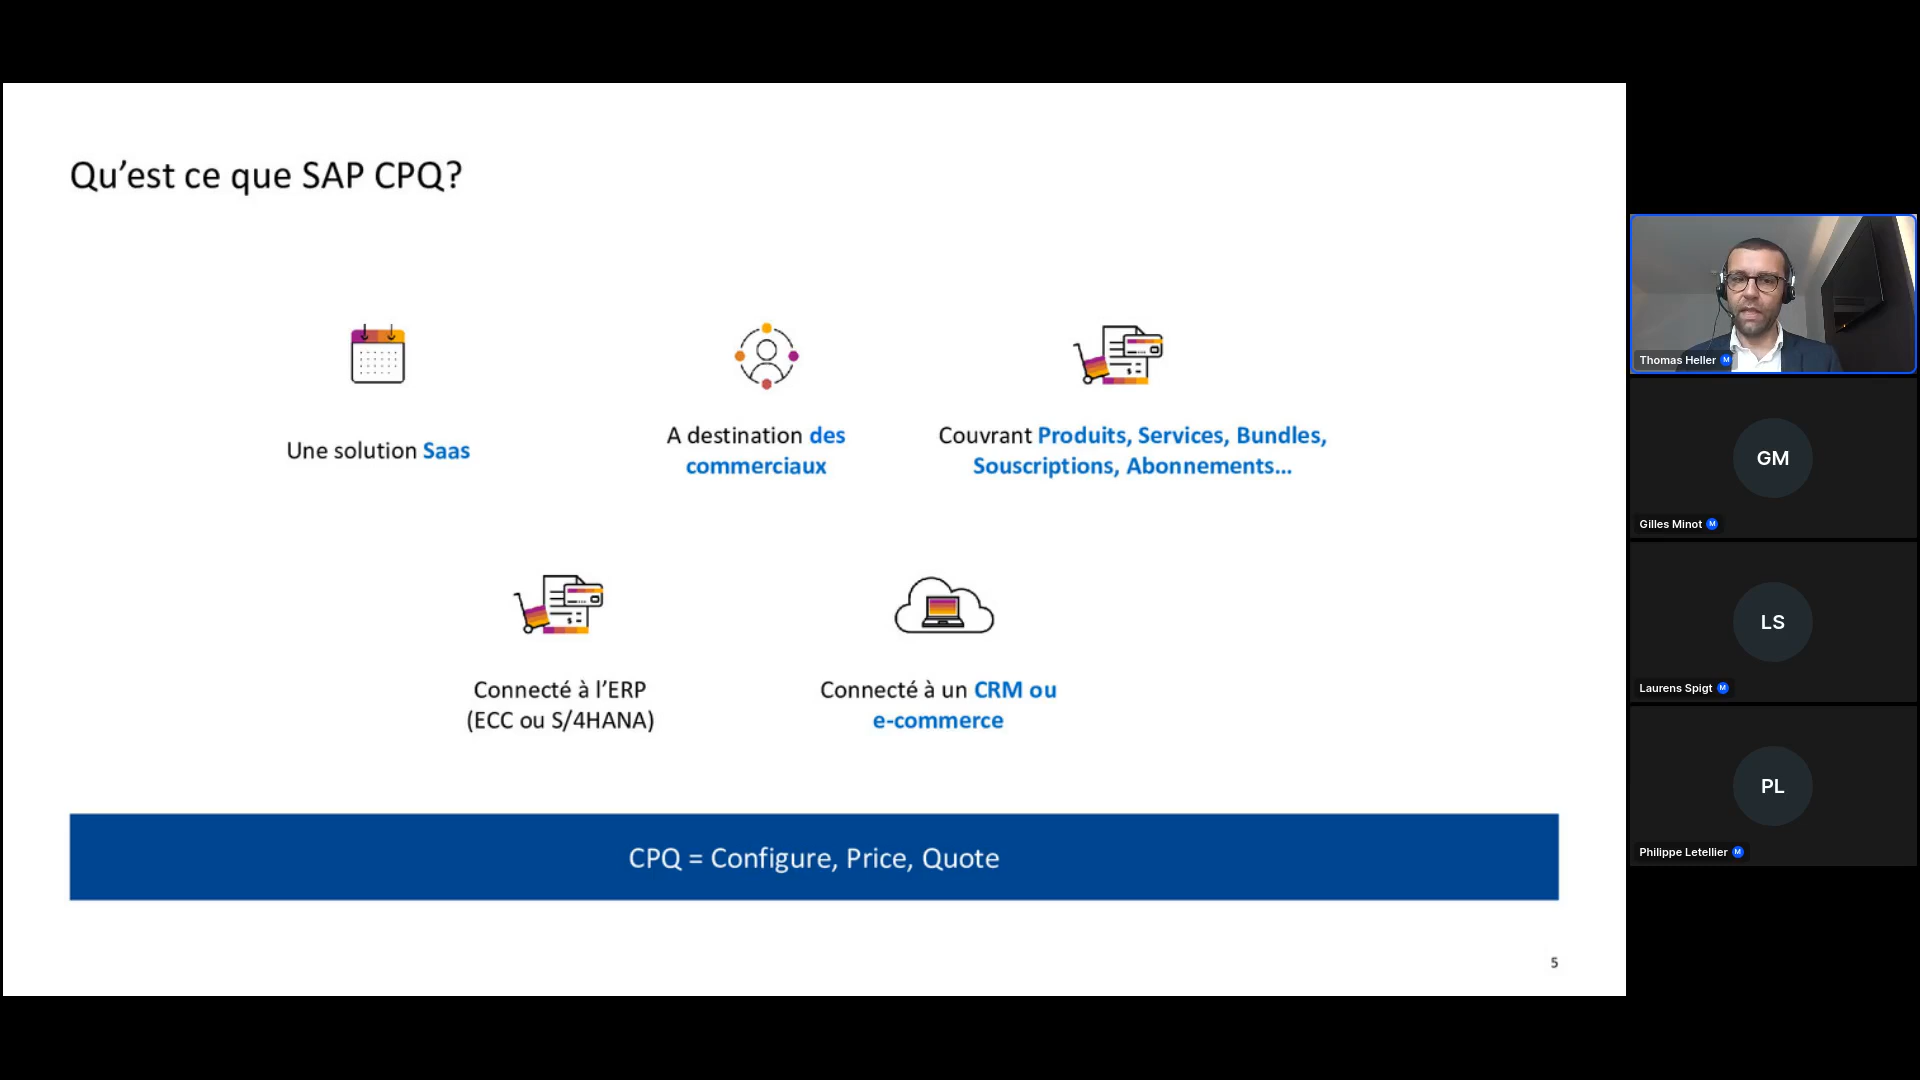 Qu’est ce que SAP CPQ?
Une solution Saas
A destination des
commerciaux
Couvrant Produits, Services, Bundles,
Souscriptions, Abonnements...
Connecté à l’ERP
(ECC ou S/4HANA)
Connecté à un CRM ou
e-commerce
CPQ = Configure, Price, Quote
5
Thomas Heller M
GM
Gilles Minot M
LS
Laurens Spigt M
PL
Philippe Letellier M